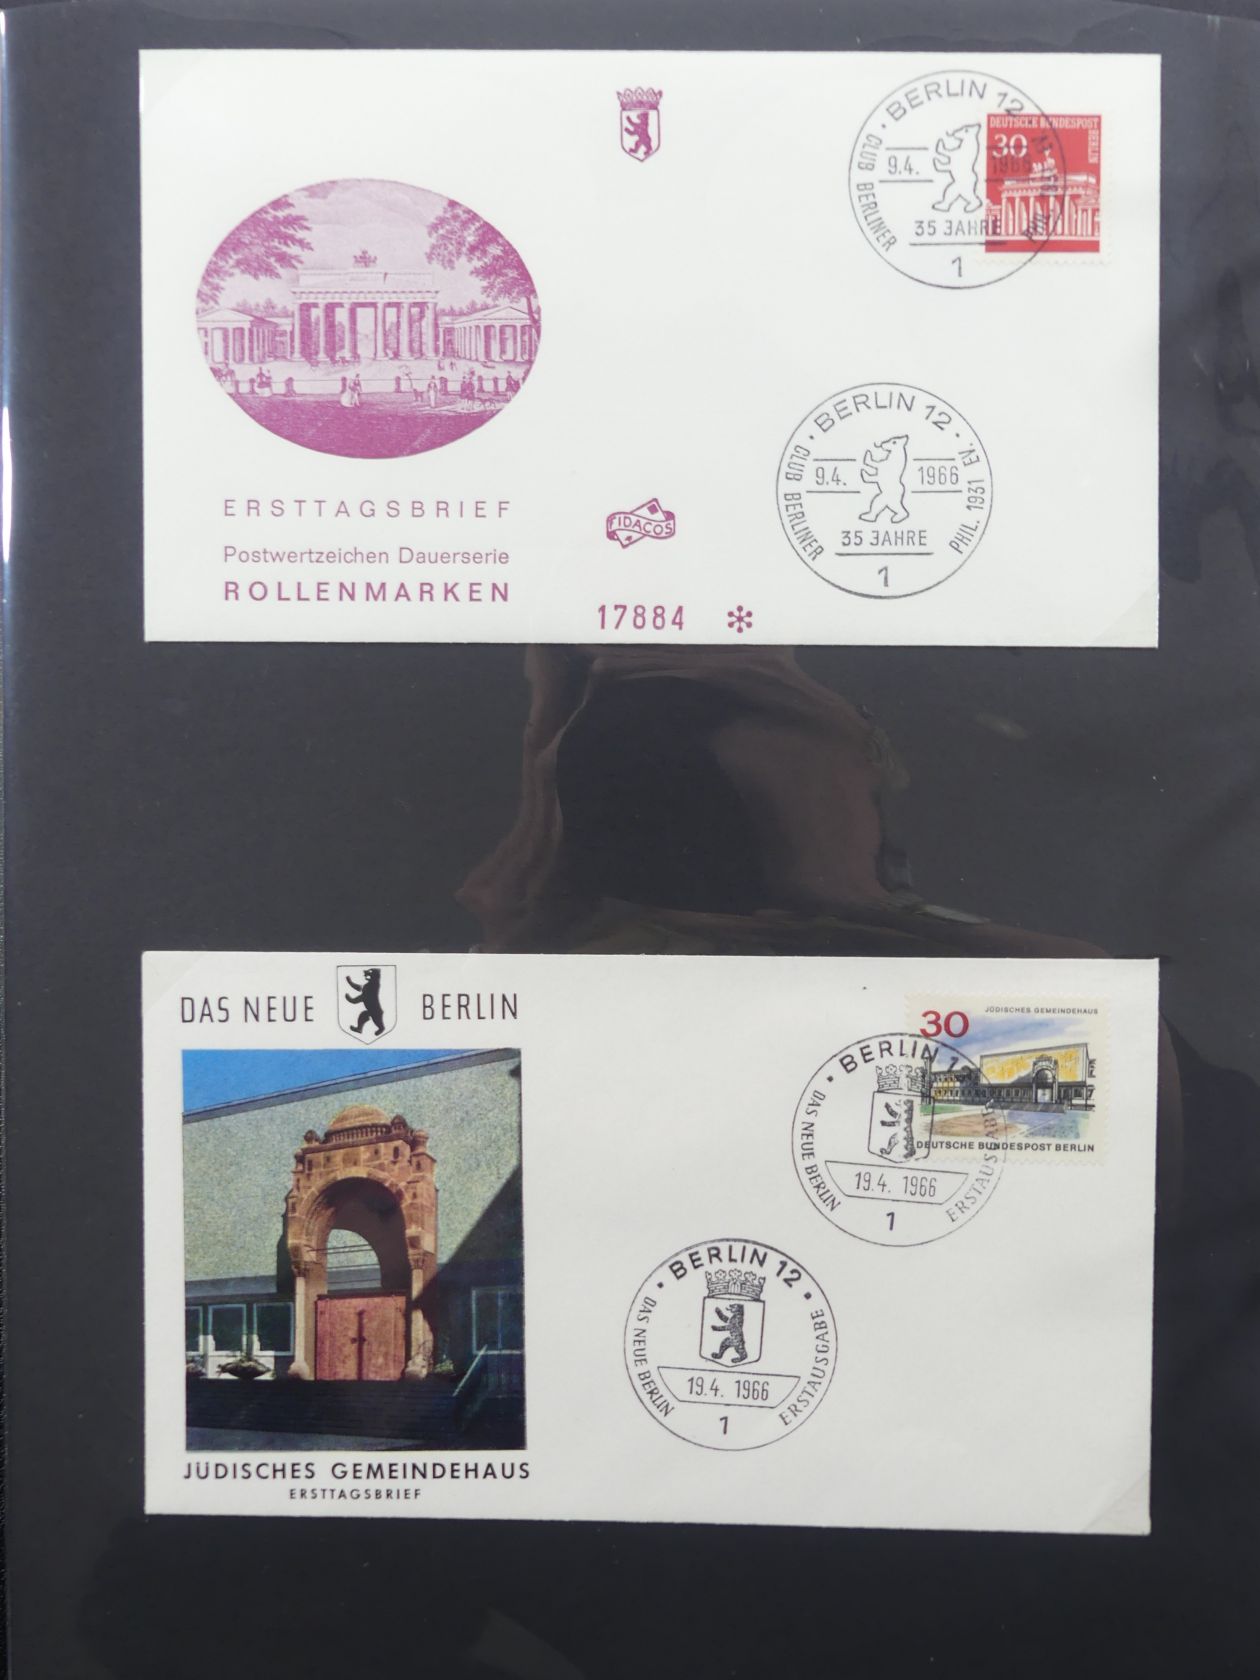 BERLIN 12
CLUB BERLINER
9.4.
1966
35 JAHRE
1
DEUTSCHE BUNDESPOST
BERLIN
30
ERSTTAGSBRIEF
Postwertzeichen Dauerserie
ROLLENMARKEN
FIDACOS
17884 *
BERLIN 12
CLUB BERLINER
PHIL. 1931 EV.
9.4. 1966
35 JAHRE
1
DAS NEUE BERLIN
JÜDISCHES GEMEINDEHAUS
ERSTTAGSBRIEF
30
JÜDISCHES GEMEINDEHAUS
DEUTSCHE BUNDESPOST BERLIN
BERLIN 1
DAS NEUE BERLIN
ERSTAUSGABE
19.4. 1966
1
BERLIN 12
DAS NEUE BERLIN
ERSTAUSGABE
19.4. 1966
1